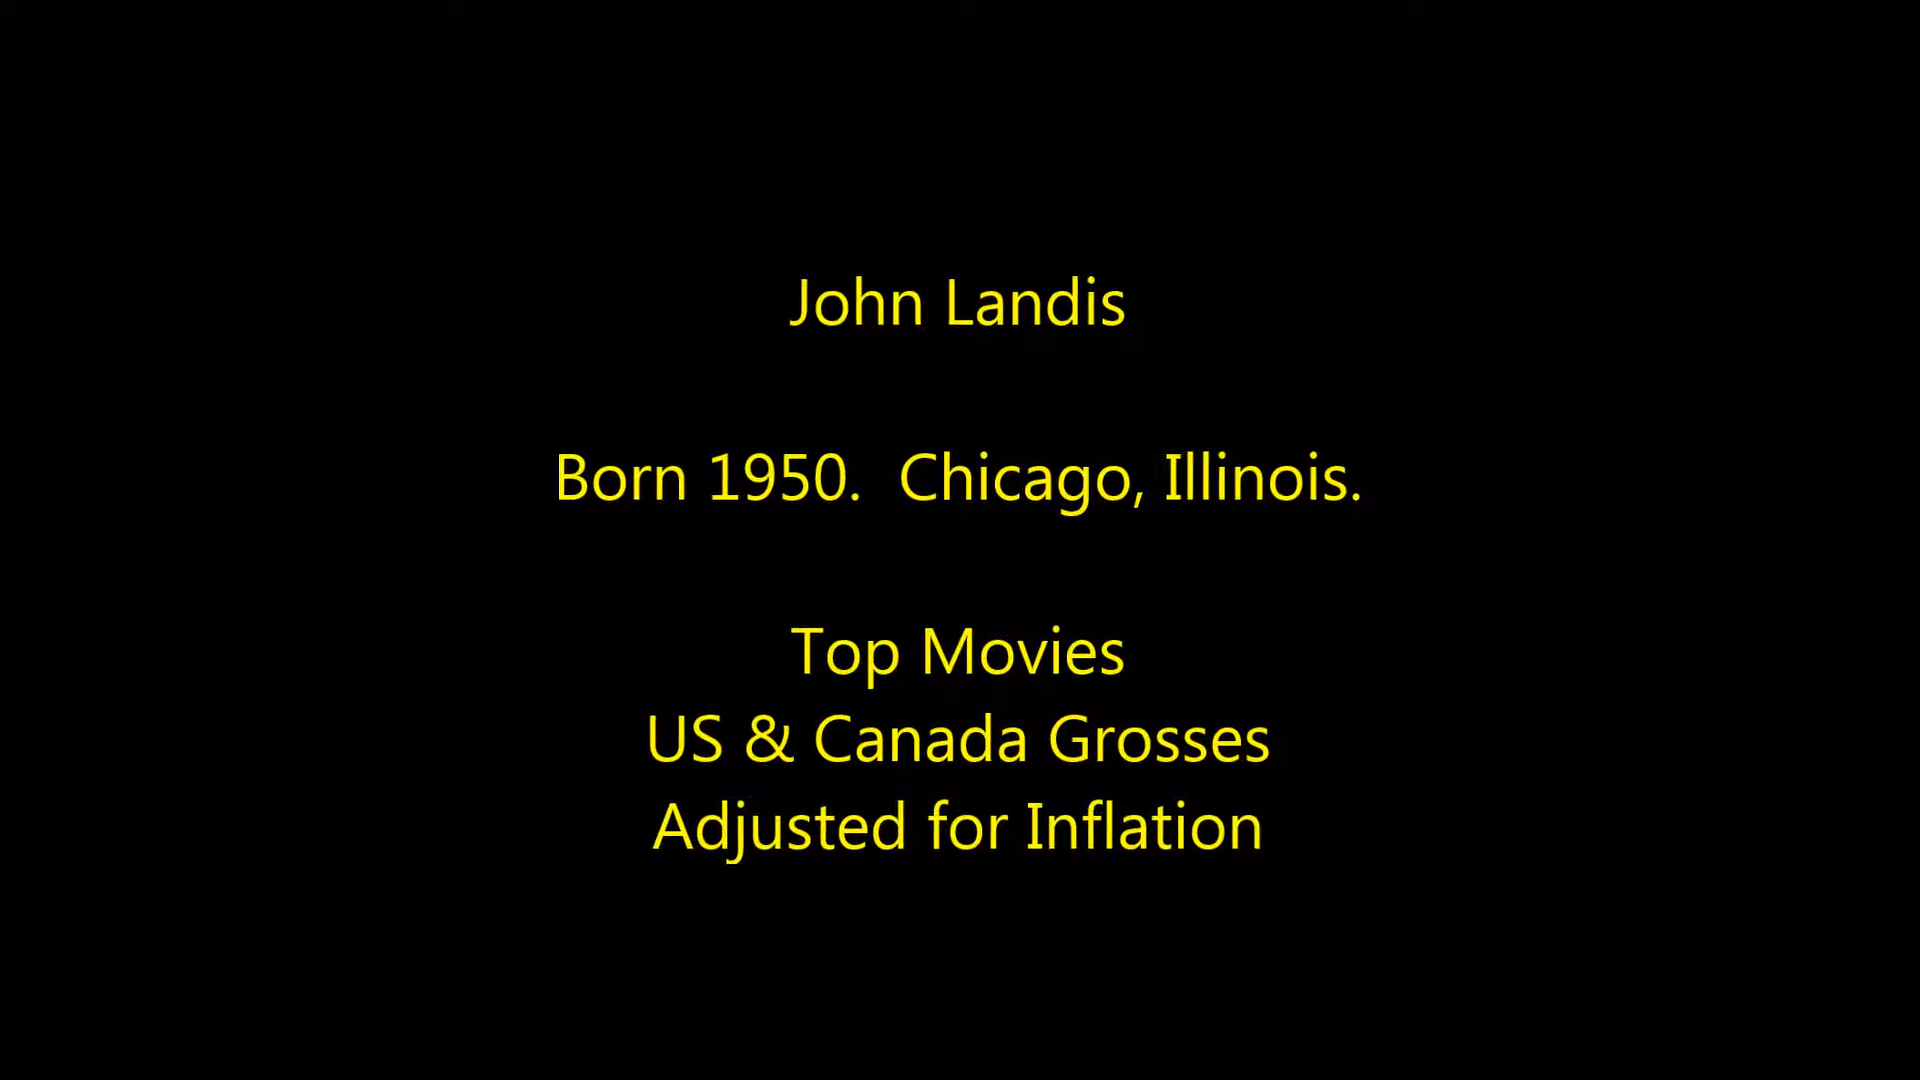 John Landis
Born 1950.  Chicago, Illinois.
Top Movies
US & Canada Grosses
Adjusted for Inflation